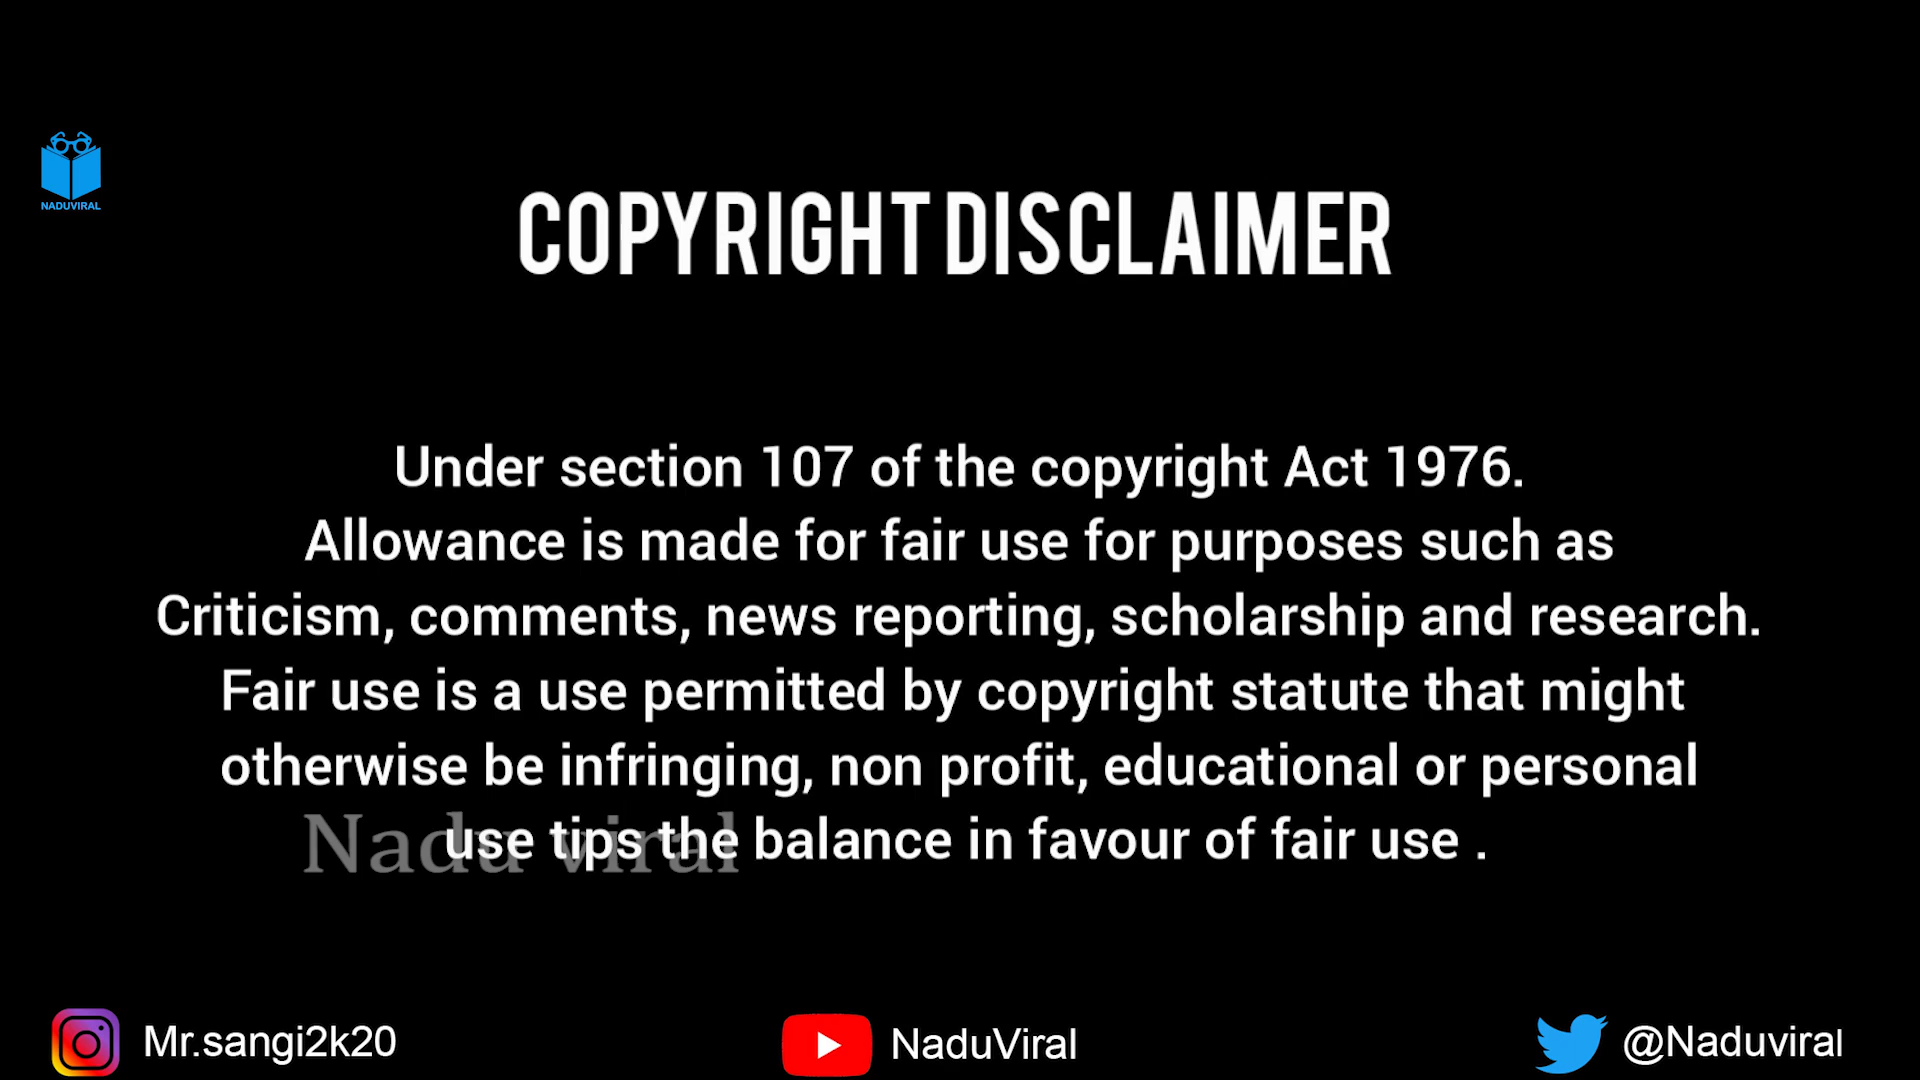 NADUVIRAL
COPYRIGHT DISCLAIMER
Under section 107 of the copyright Act 1976.
Allowance is made for fair use for purposes such as
Criticism, comments, news reporting, scholarship and research.
Fair use is a use permitted by copyright statute that might
otherwise be infringing, non profit, educational or personal
use tips the balance in favour of fair use .
Nadu viral
Mr.sangi2k20
NaduViral
@Naduviral